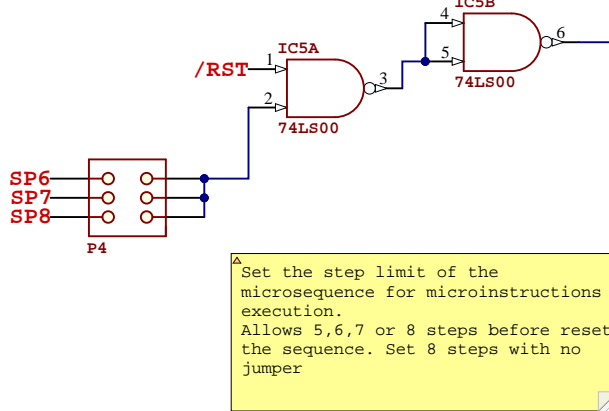 IC5B
4
6
5
74LS00
IC5A
/RST
1
3
2
74LS00
SP6
SP7
SP8
P4
Set the step limit of the
microsequence for microinstructions
execution.
Allows 5,6,7 or 8 steps before reset
the sequence. Set 8 steps with no
jumper